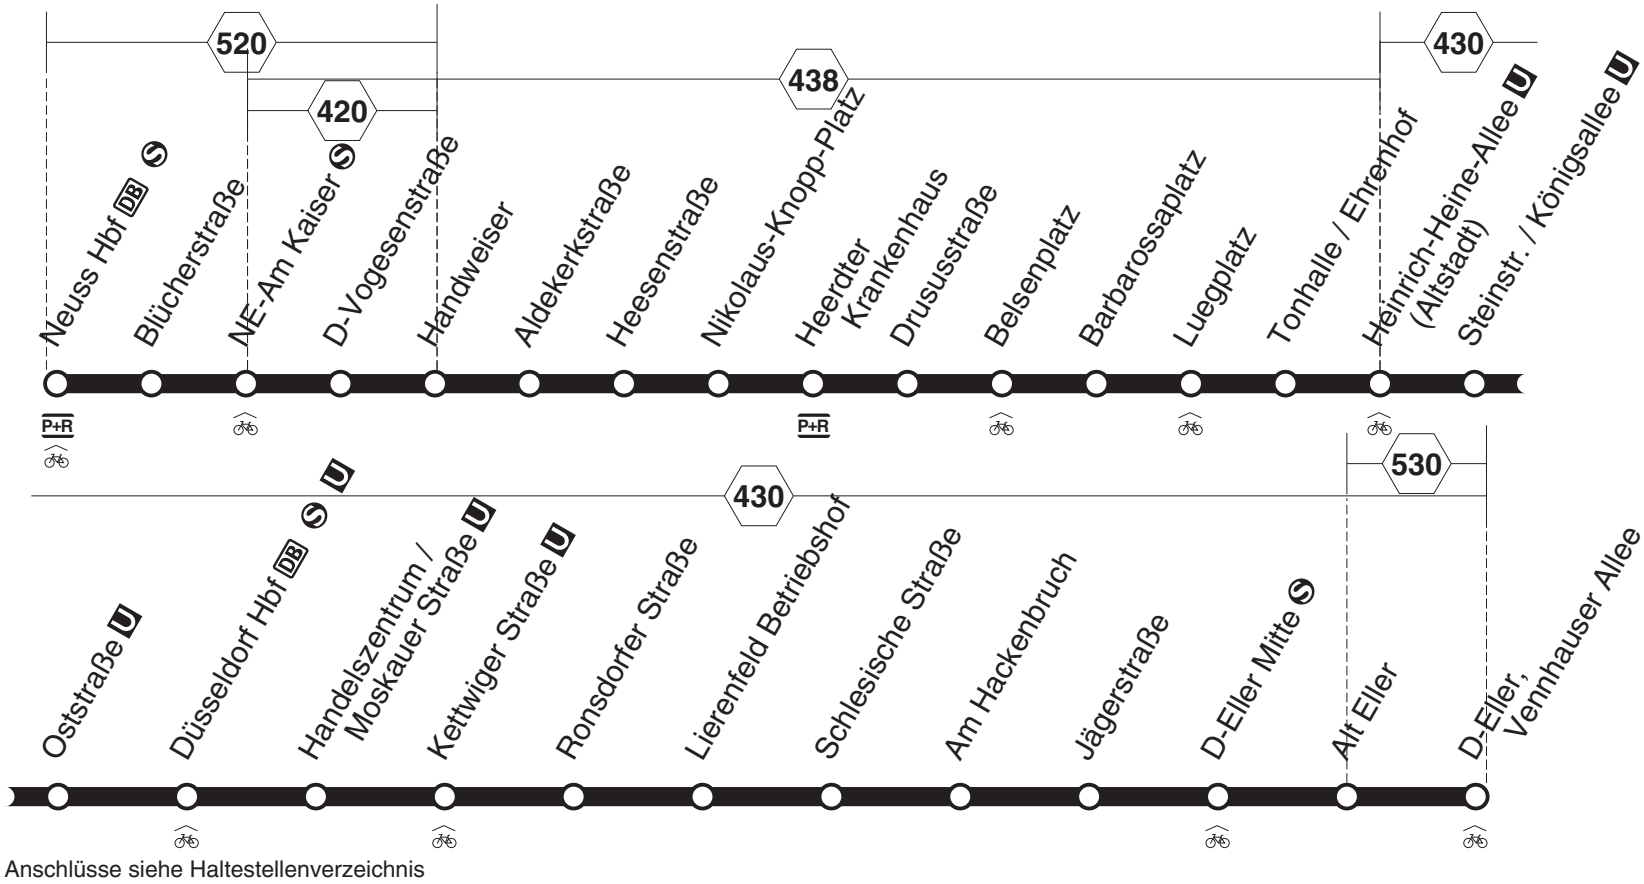 520
438
430
420
Neuss Hbf DB S
Blücherstraße
NE-Am Kaiser S
D-Vogesenstraße
Handweiser
Aldekerkstraße
Heesenstraße
Nikolaus-Knopp-Platz
Heerdter
Krankenhaus
Drususstraße
Belsenplatz
Barbarossaplatz
Luegplatz
Tonhalle / Ehrenhof
Heinrich-Heine-Allee U
(Altstadt)
Steinstr. / Königsallee U
P+R
P+R
430
530
Oststraße U
Düsseldorf Hbf DB S U
Handelszentrum /
Moskauer Straße U
Kettwiger Straße U
Ronsdorfer Straße
Lierenfeld Betriebshof
Schlesische Straße
Am Hackenbruch
Jägerstraße
D-Eller Mitte S
Alt Eller
D-Eller,
Vennhauser Allee
Anschlüsse siehe Haltestellenverzeichnis